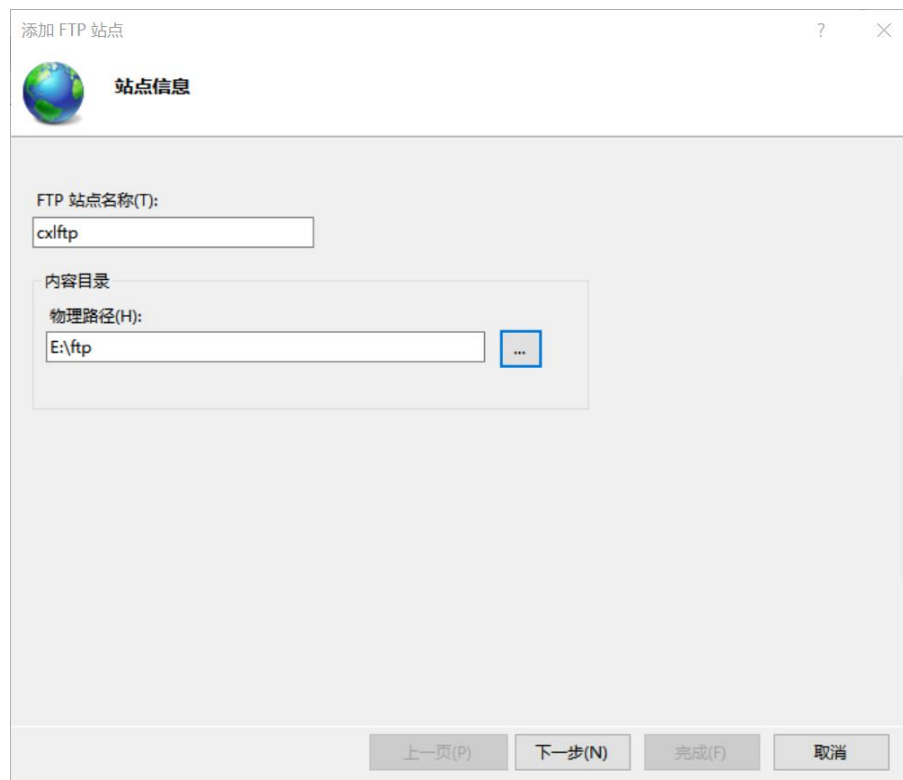 添加 FTP 站点
站点信息
FTP 站点名称(T):
cxlftp
内容目录
物理路径(H):
E:\ftp
...
上一页(P) 下一步(N) 完成(F) 取消